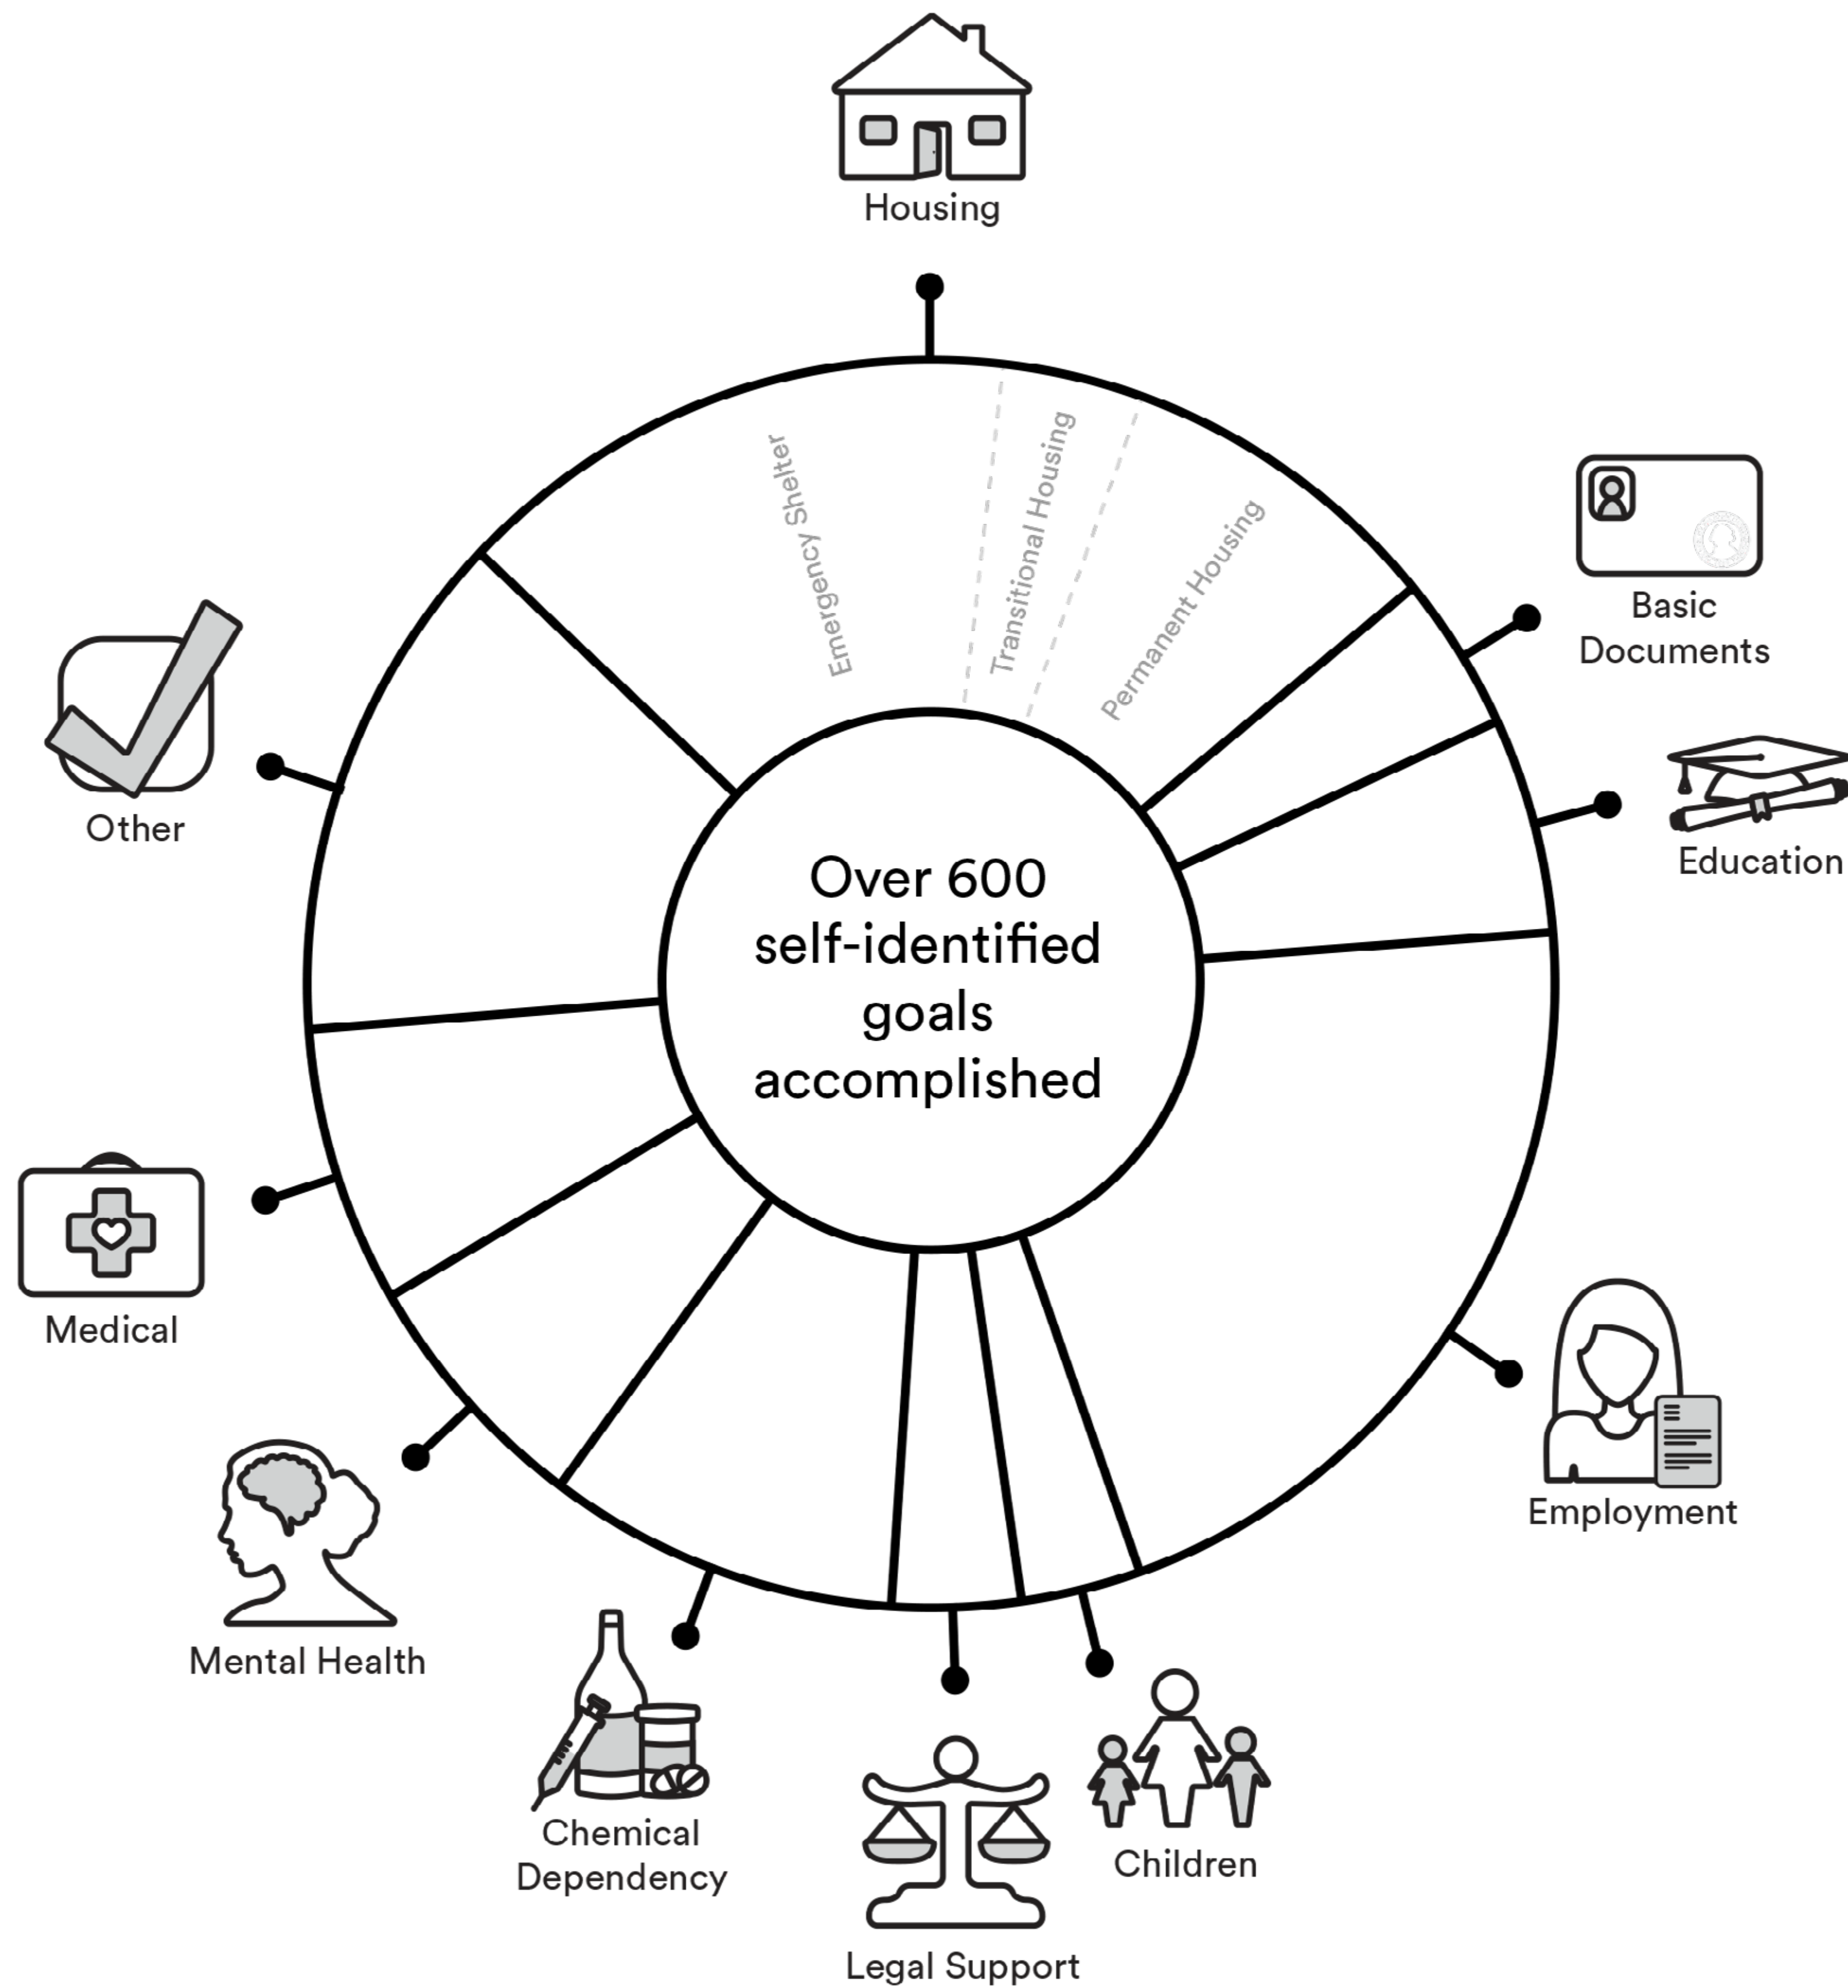 Housing
Emergency Shelter
Transitional Housing
Permanent Housing
Basic
Documents
Education
Other
Over 600
self-identified
goals
accomplished
Medical
Employment
Mental Health
Chemical
Dependency
Children
Legal Support